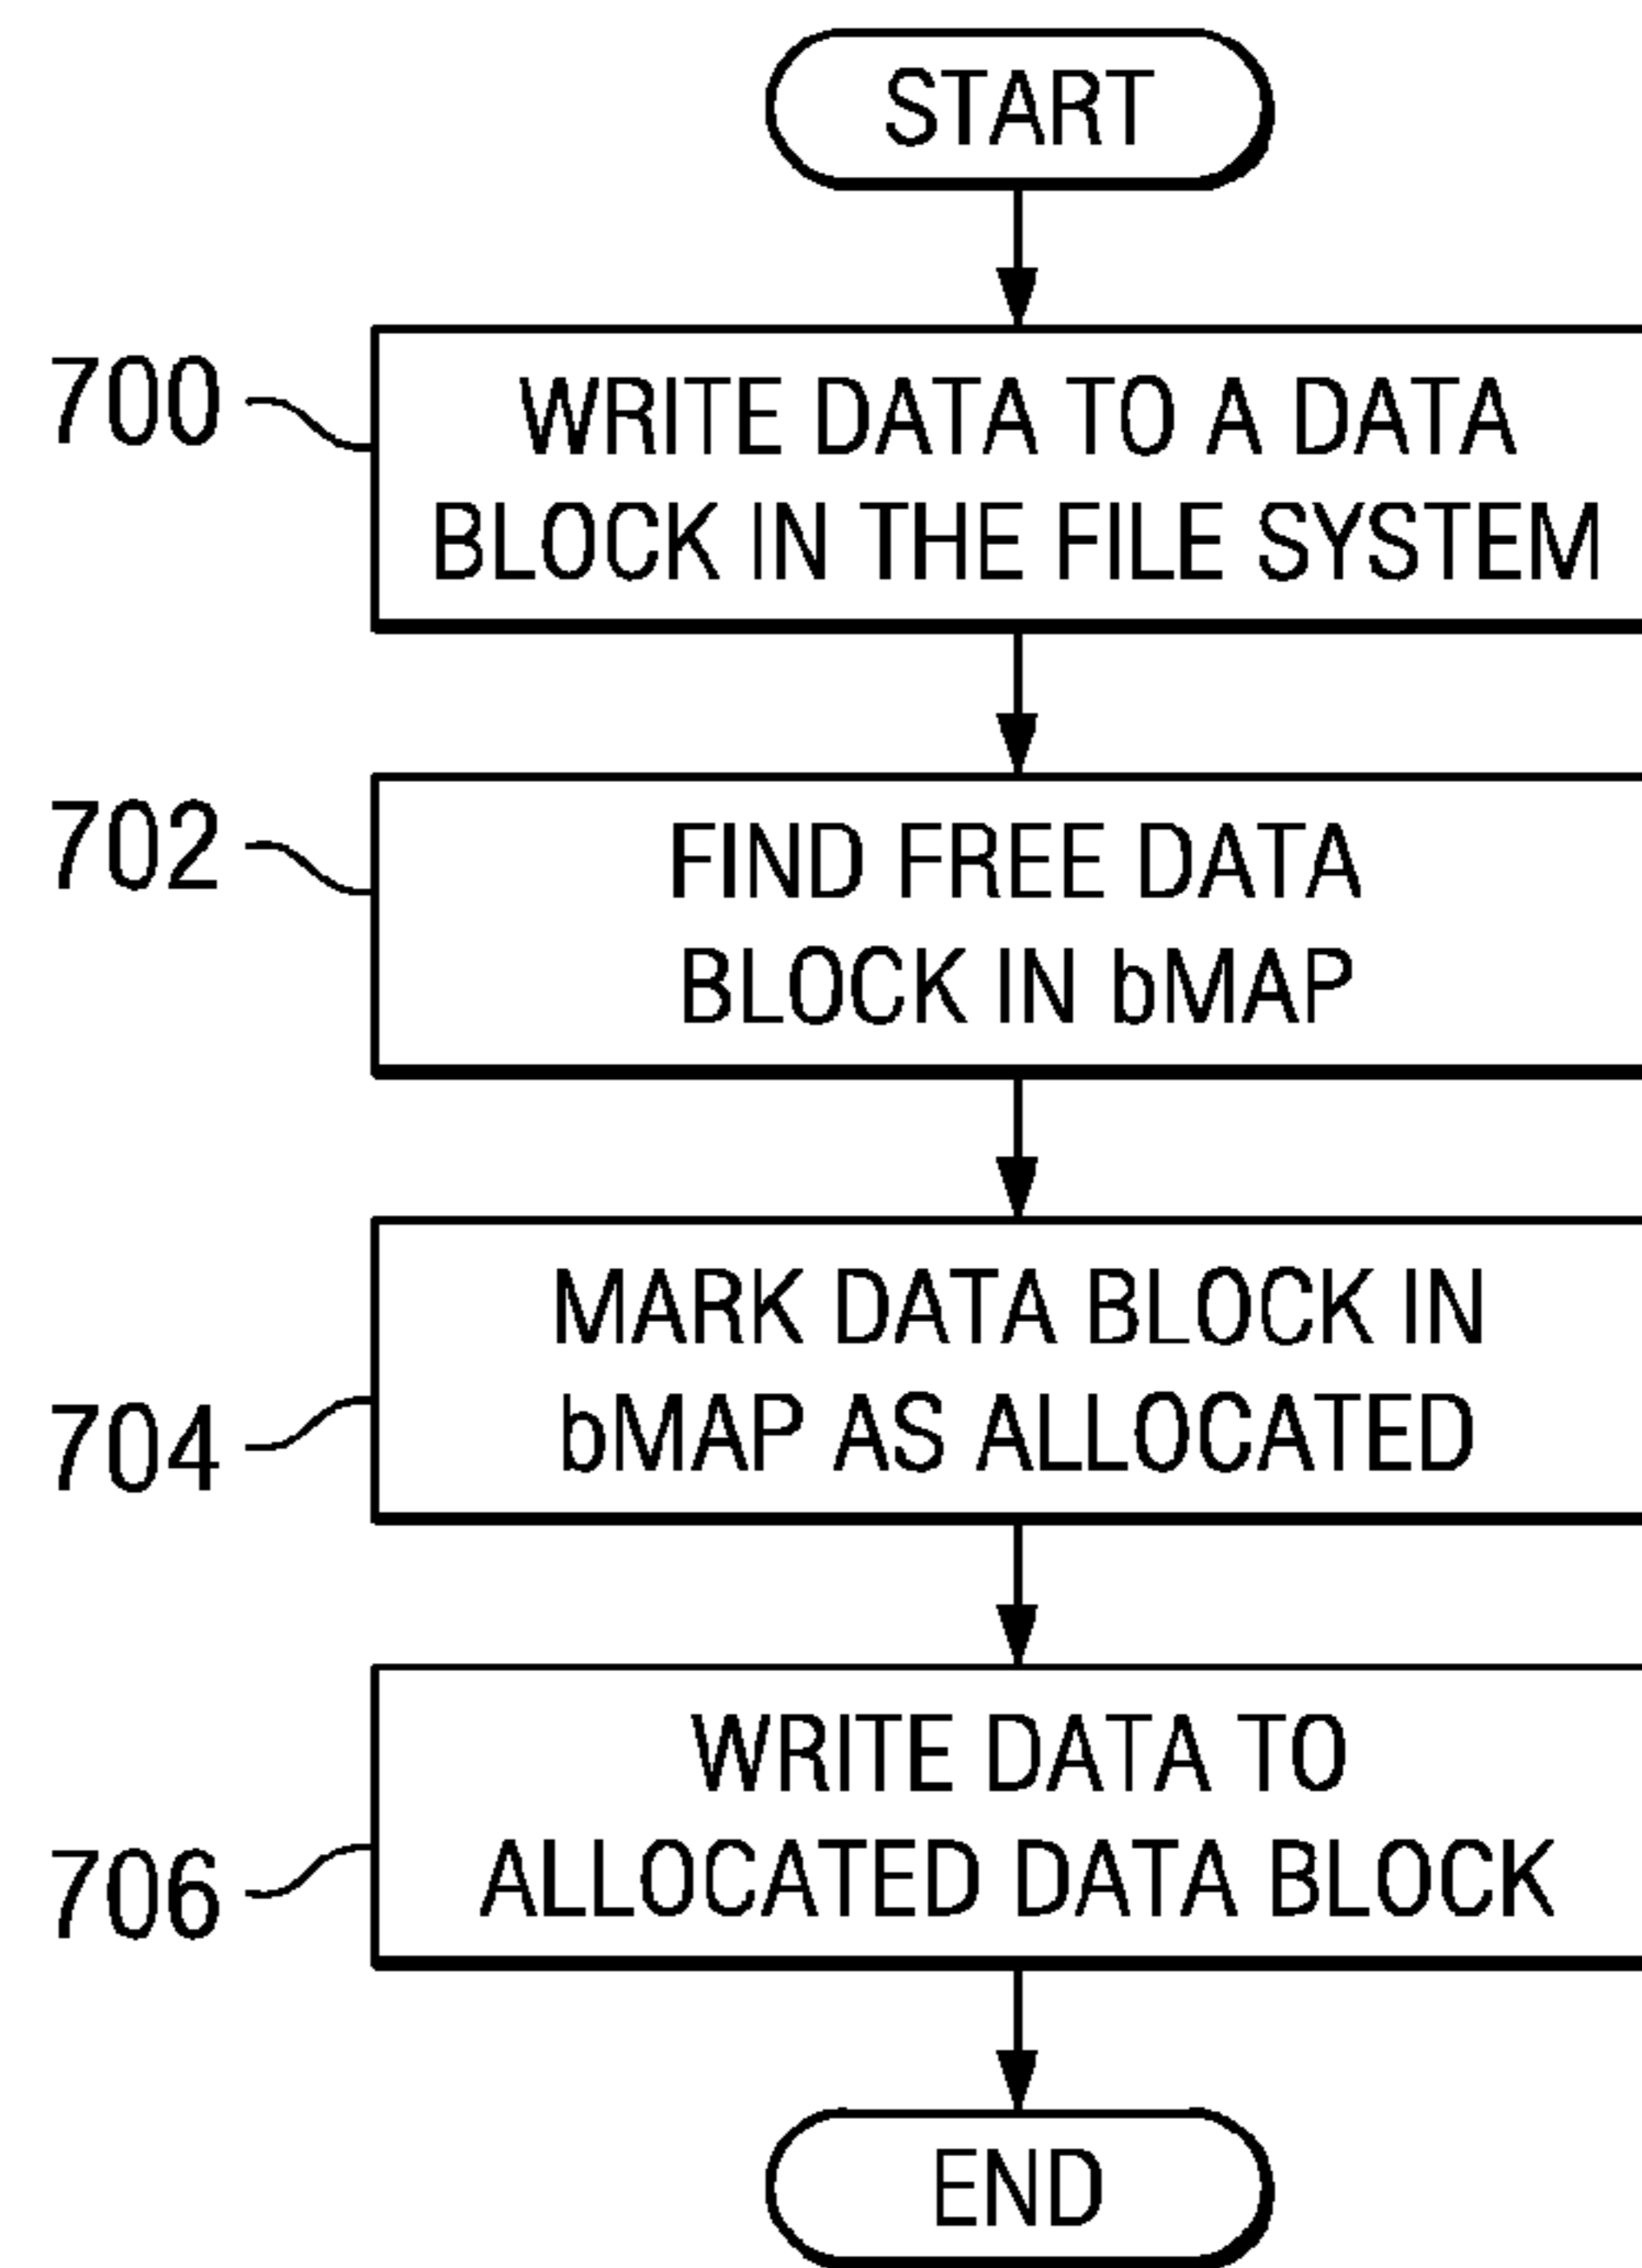 START
700
WRITE DATA TO A DATA
BLOCK IN THE FILE SYSTEM
702
FIND FREE DATA
BLOCK IN bMAP
704
MARK DATA BLOCK IN
bMAP AS ALLOCATED
706
WRITE DATA TO
ALLOCATED DATA BLOCK
END